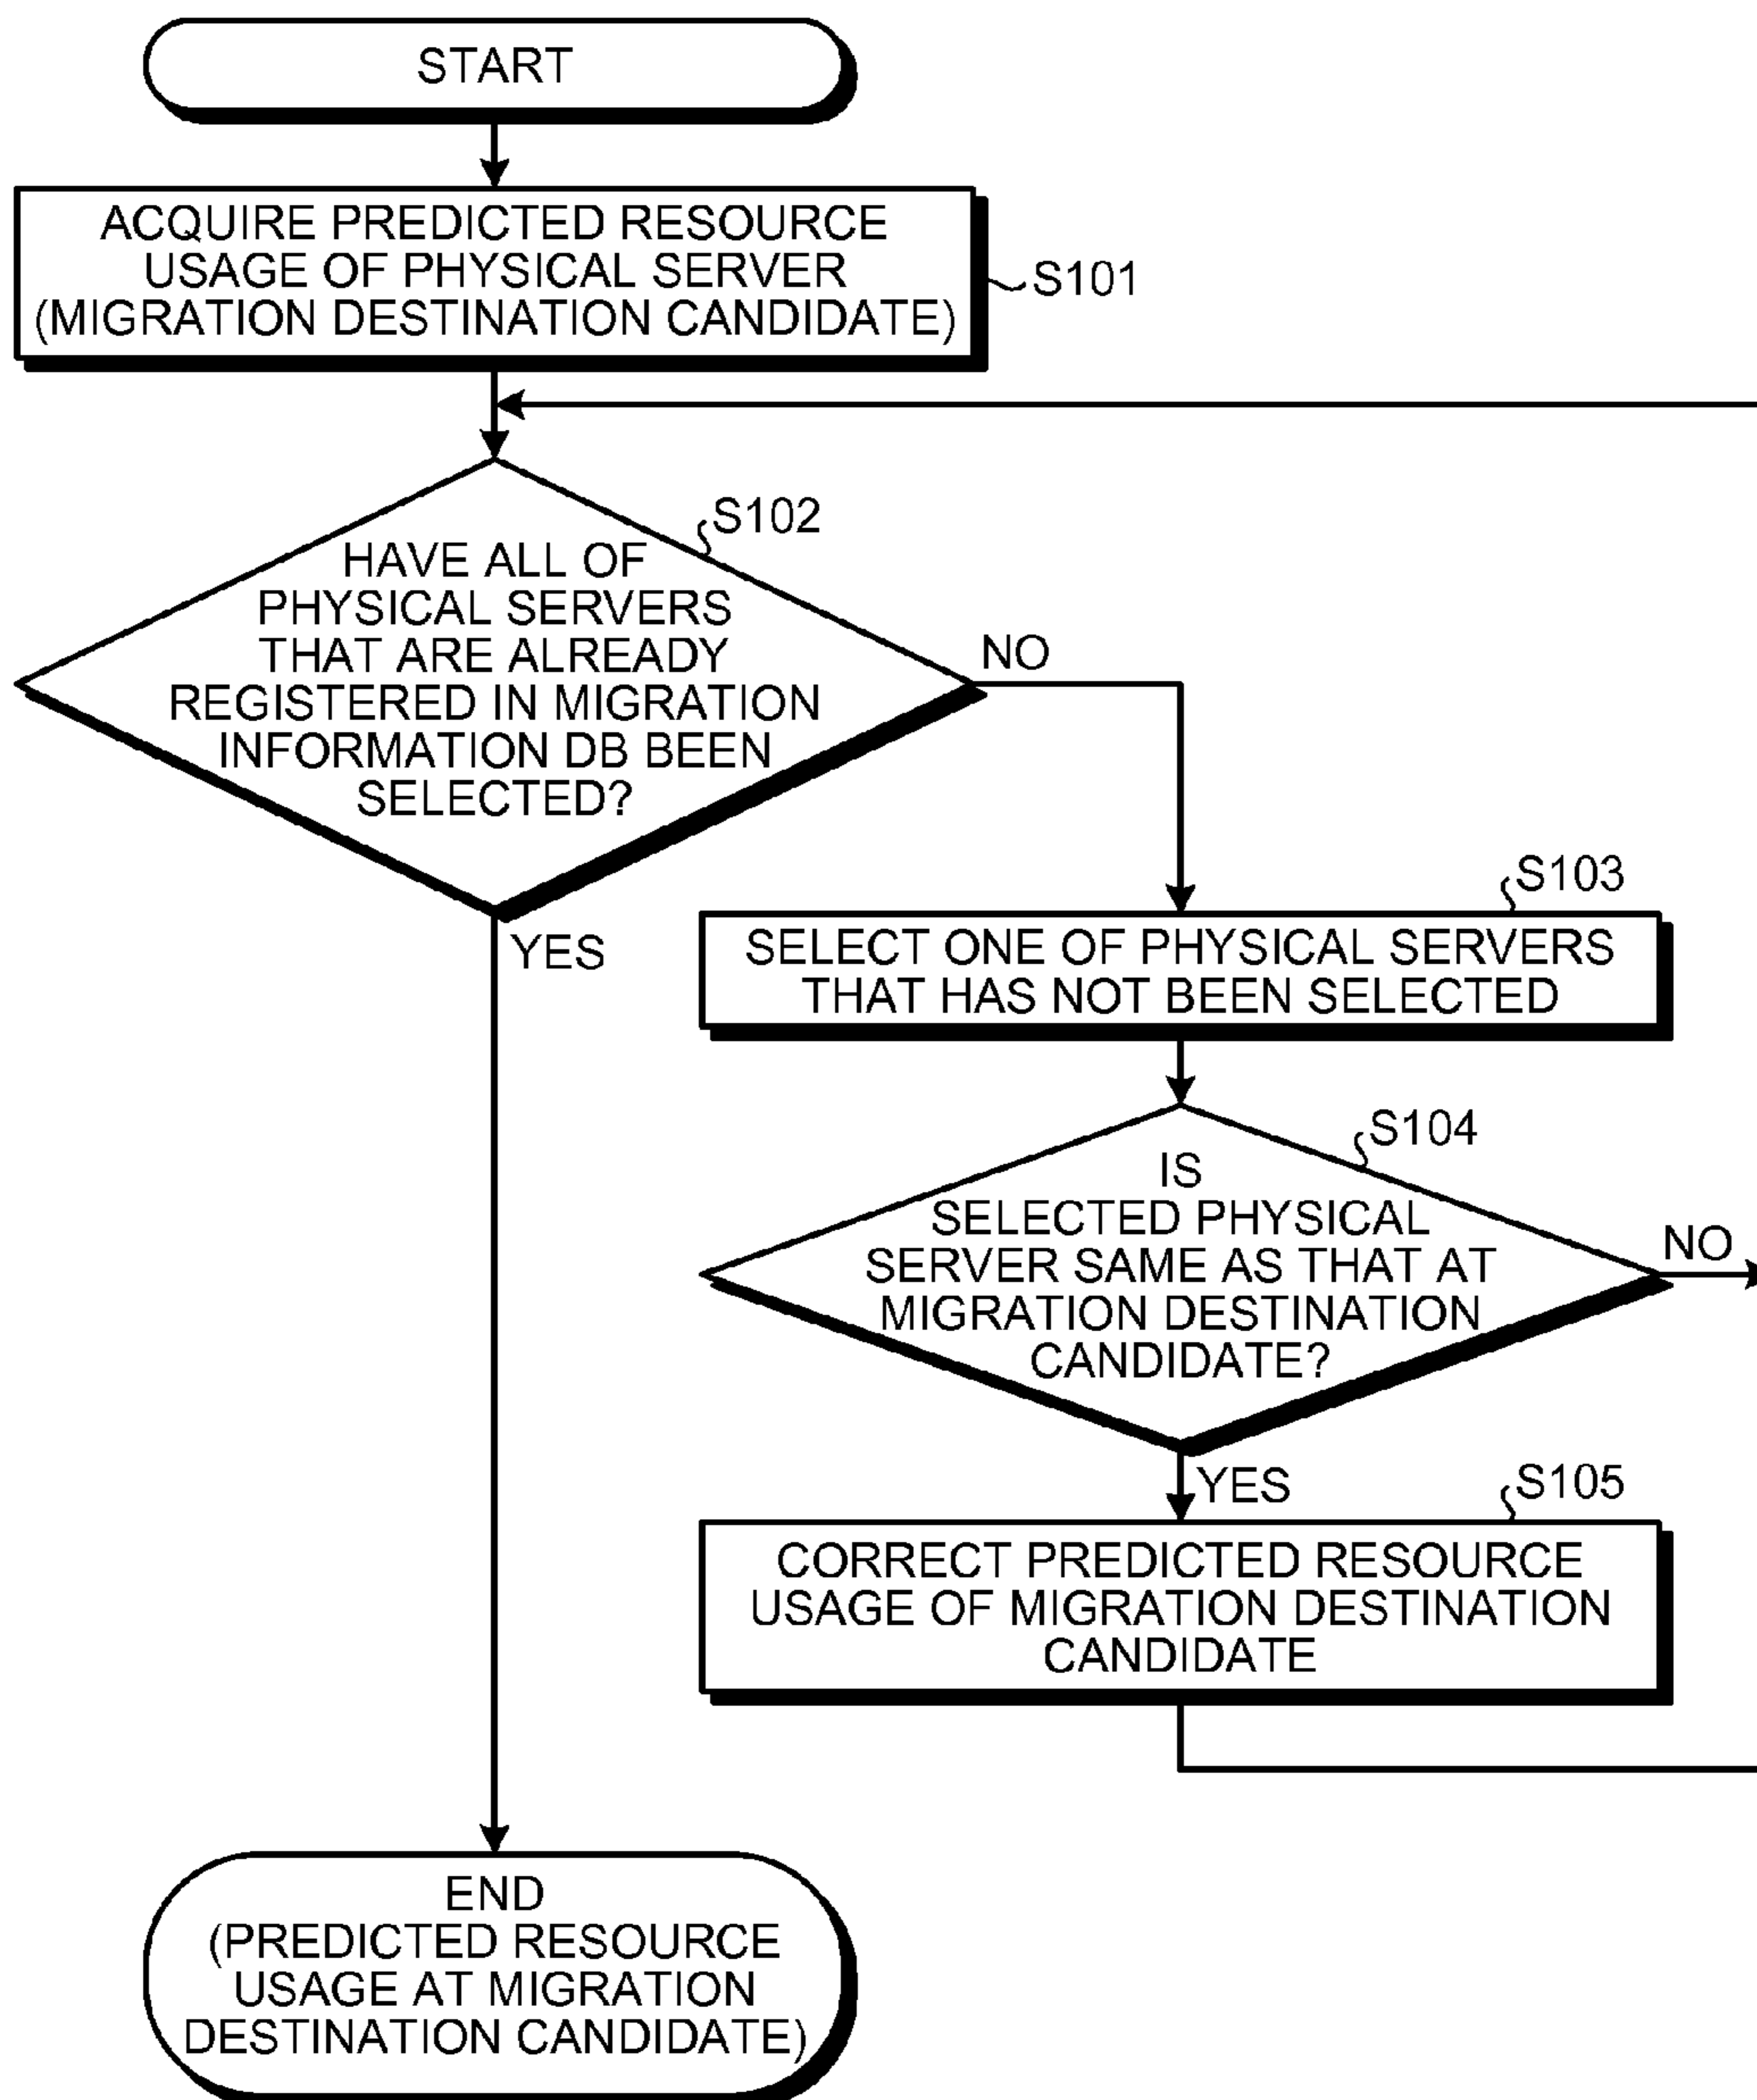 START
ACQUIRE PREDICTED RESOURCE
USAGE OF PHYSICAL SERVER
(MIGRATION DESTINATION CANDIDATE)
S101
S102
HAVE ALL OF
PHYSICAL SERVERS
THAT ARE ALREADY
REGISTERED IN MIGRATION
INFORMATION DB BEEN
SELECTED?
NO
YES
S103
SELECT ONE OF PHYSICAL SERVERS
THAT HAS NOT BEEN SELECTED
S104
IS
SELECTED PHYSICAL
SERVER SAME AS THAT AT
MIGRATION DESTINATION
CANDIDATE?
NO
YES
S105
CORRECT PREDICTED RESOURCE
USAGE OF MIGRATION DESTINATION
CANDIDATE
END
(PREDICTED RESOURCE
USAGE AT MIGRATION
DESTINATION CANDIDATE)